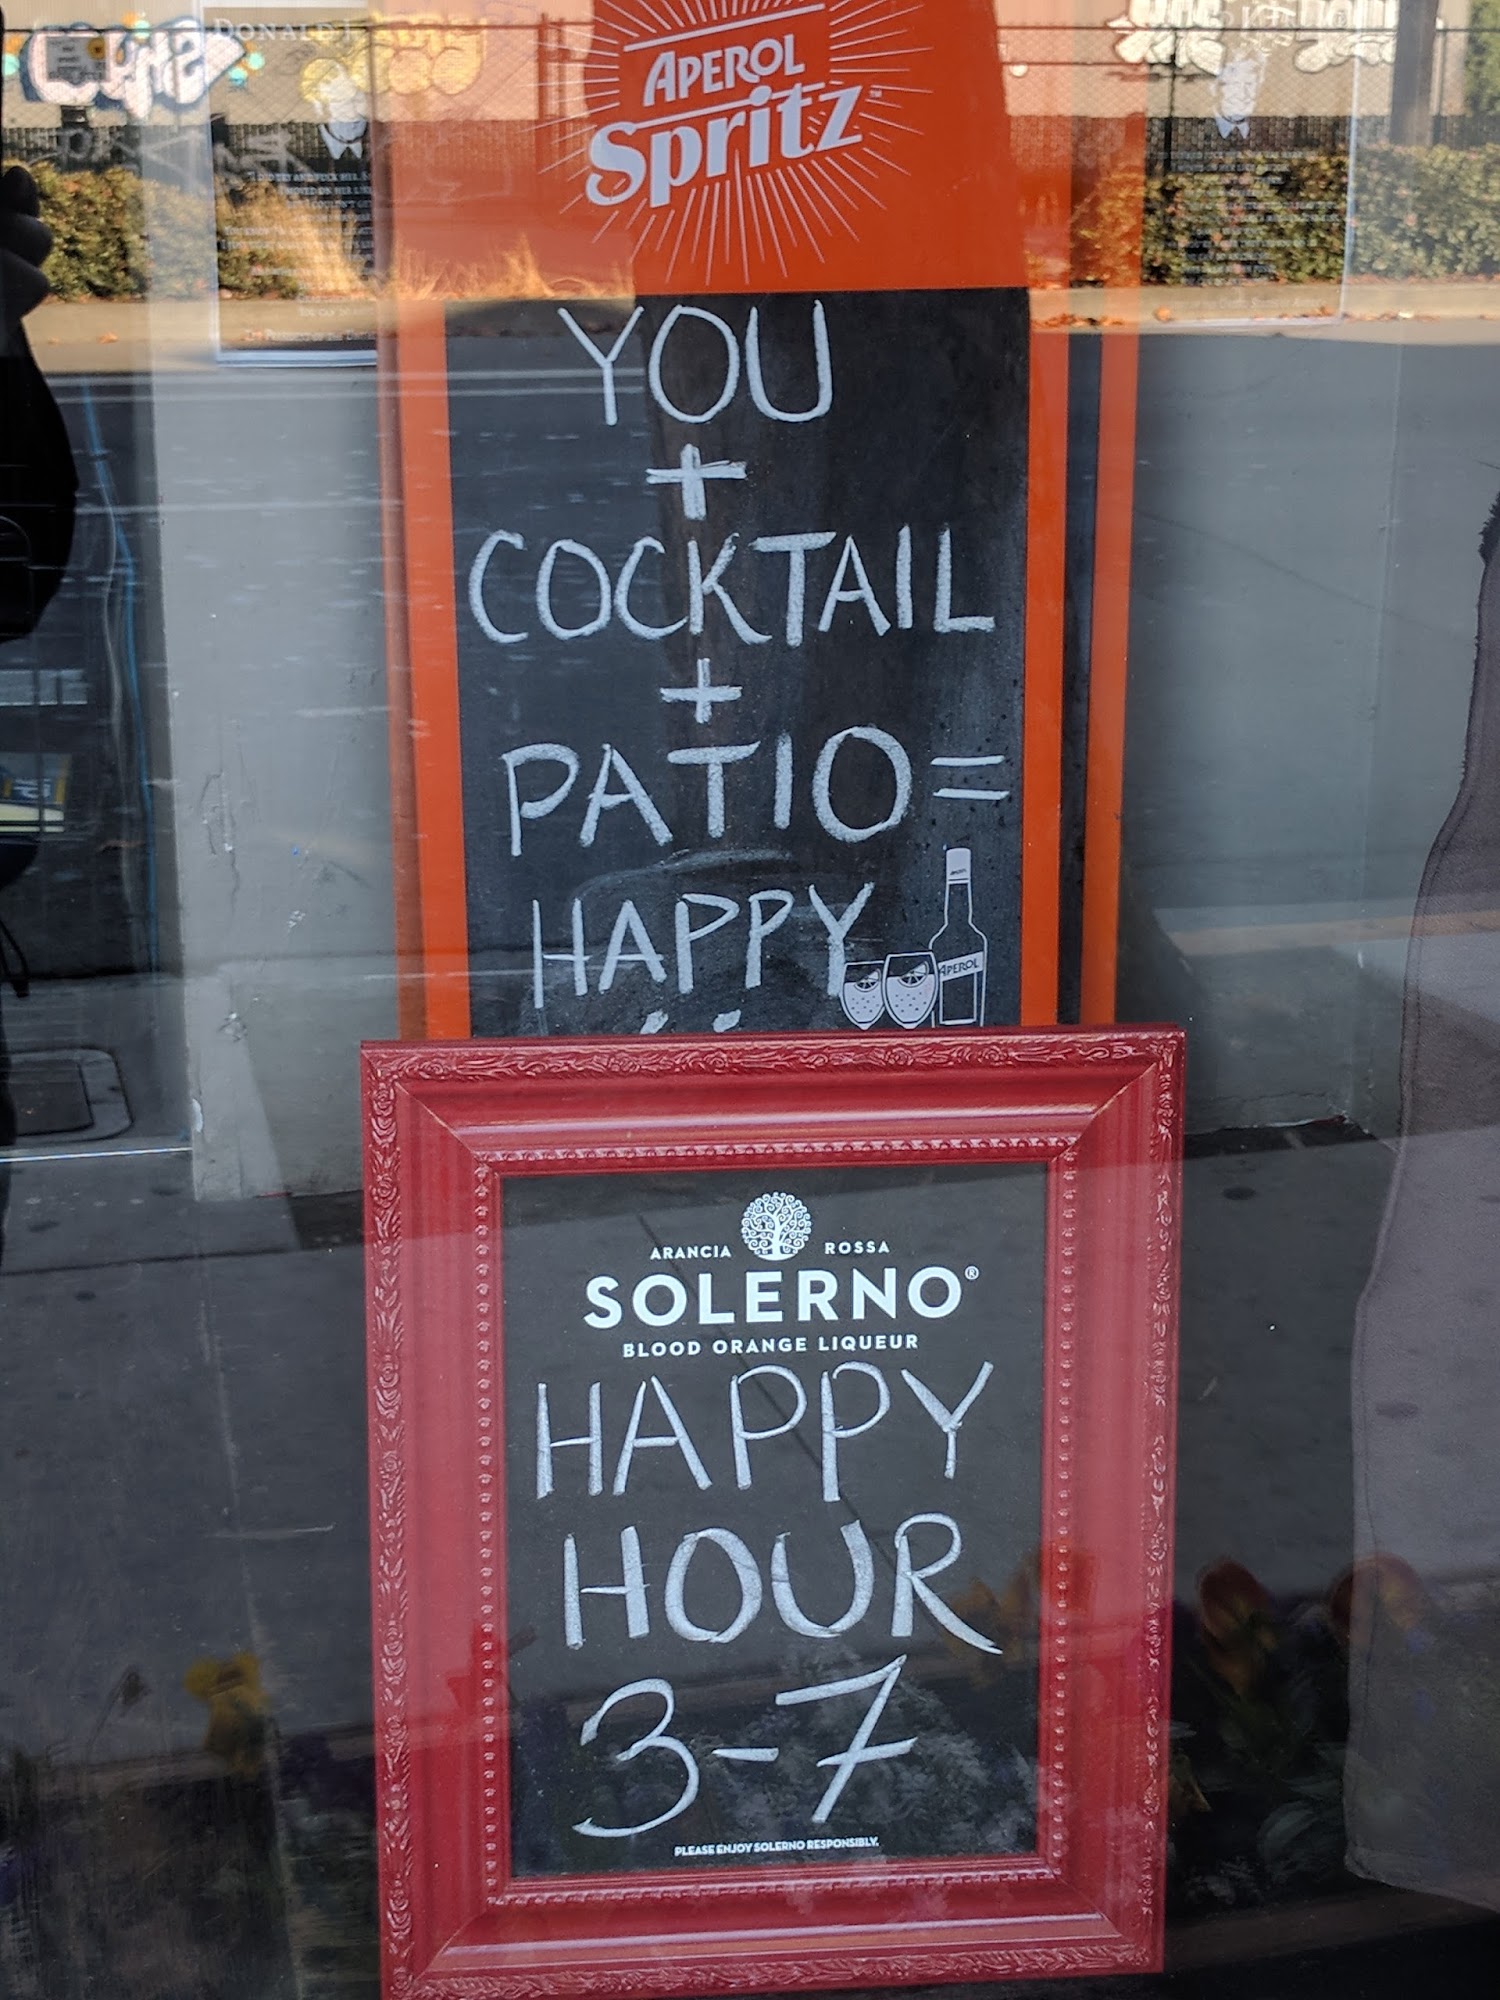 DONALD J.
APEROL
Spritz
YOU
+
COCKTAIL
+
PATIO =
HAPPY
APEROL
ARANCIA ROSSA
SOLERNO®
BLOOD ORANGE LIQUEUR
HAPPY
HOUR
3-7
PLEASE ENJOY SOLERNO RESPONSIBLY.